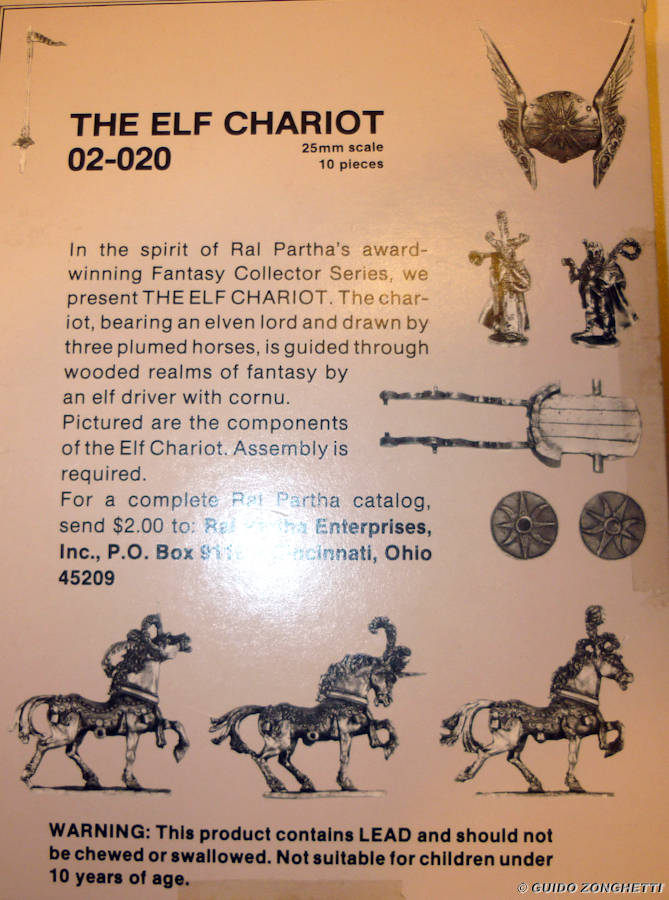 THE ELF CHARIOT
02-020
25mm scale
10 pieces
In the spirit of Ral Partha's award-
winning Fantasy Collector Series, we
present THE ELF CHARIOT. The char-
iot, bearing an elven lord and drawn by
three plumed horses, is guided through
wooded realms of fantasy by
an elf driver with cornu.
Pictured are the components
of the Elf Chariot. Assembly is
required.
For a complete Ral Partha catalog,
send $2.00 to: Ral Partha Enterprises,
Inc., P.O. Box Cincinnati, Ohio
45209
WARNING: This product contains LEAD and should not
be chewed or swallowed. Not suitable for children under
10 years of age.
© GUIDO ZONGHETTI